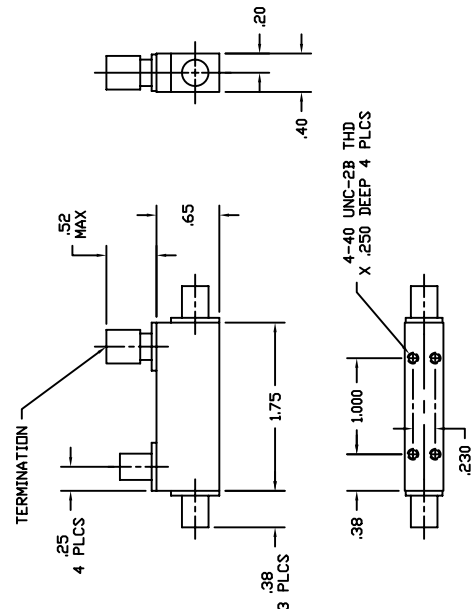 .20
.40
.52
MAX
.65
4-40 UNC-2B THD
X .250 DEEP 4 PLCS
TERMINATION
1.75
1.000
.25
4 PLCS
.38
3 PLCS
.38
.230